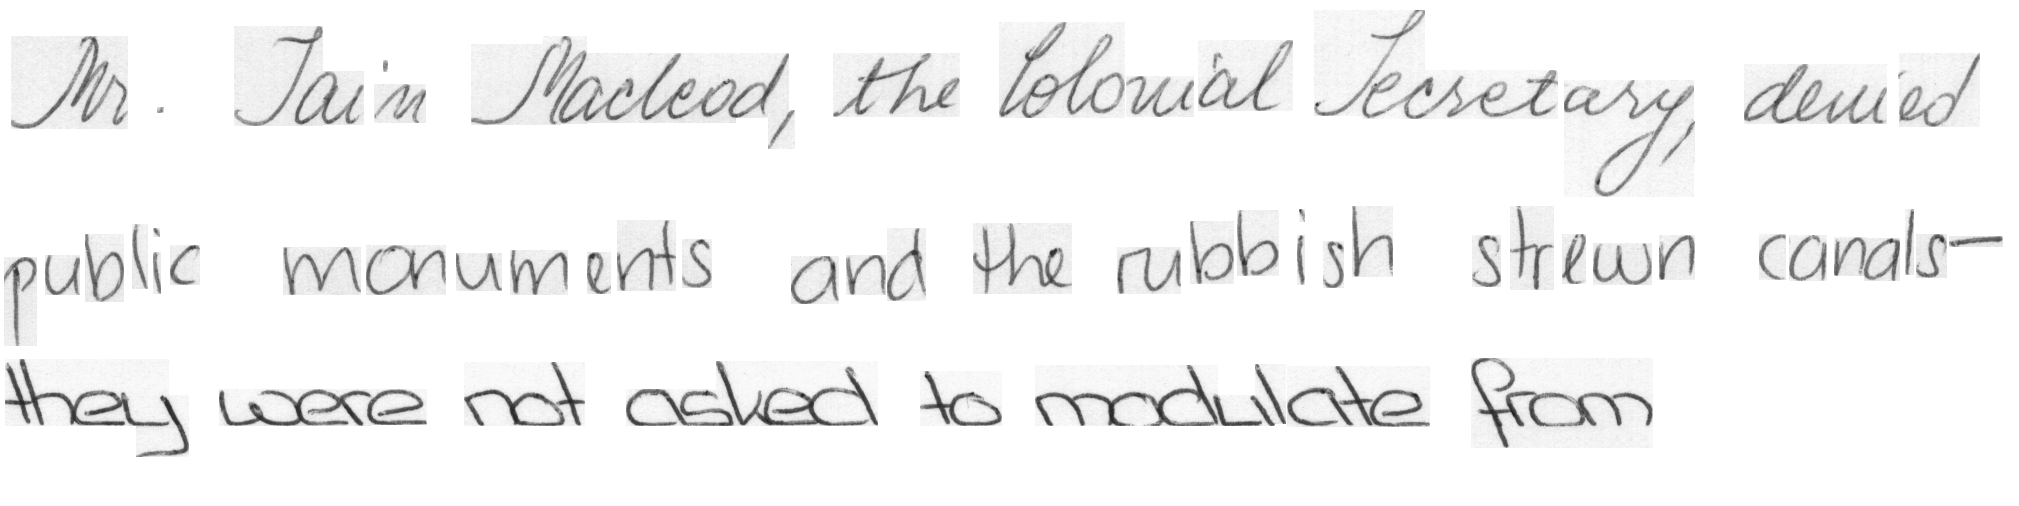 Mr. Iain Macleod, the Colonial Secretary, denied
public monuments and the rubbish strewn canals-
they were not asked to modulate from